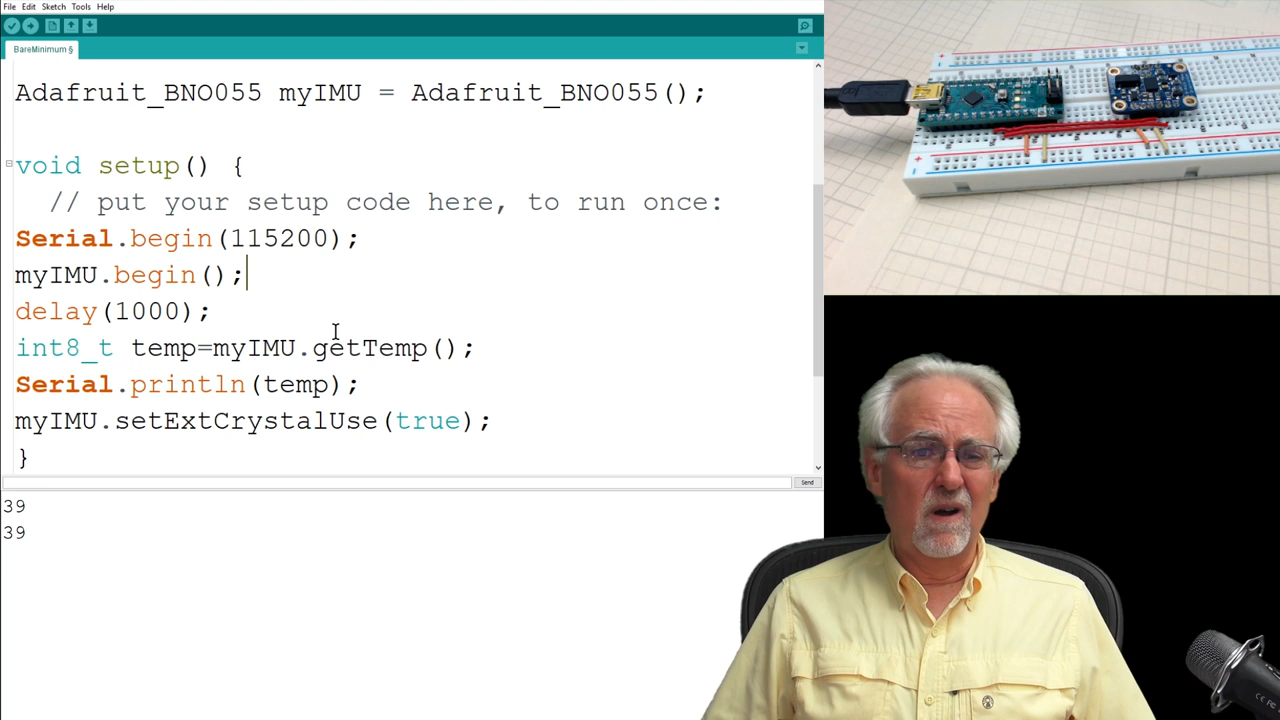 File Edit Sketch Tools Help
BareMinimum §
Adafruit_BNO055 myIMU = Adafruit_BNO055();
void setup() {
// put your setup code here, to run once:
Serial.begin(115200);
myIMU.begin();
delay(1000);
int8_t temp=myIMU.getTemp();
Serial.println(temp);
myIMU.setExtCrystalUse(true);
}
Send
39
39